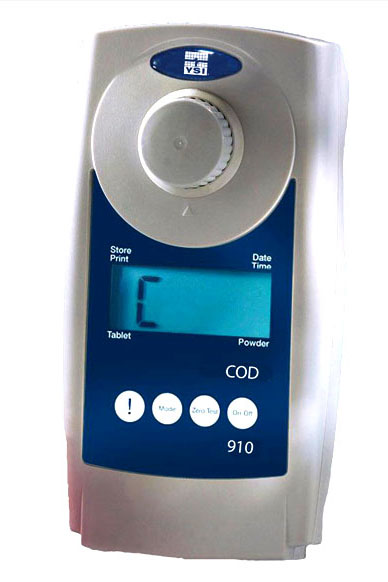 YSI
Store
Print
Date
Time
C
Tablet
Powder
COD
!
Mode
Zero Test
On Off
910